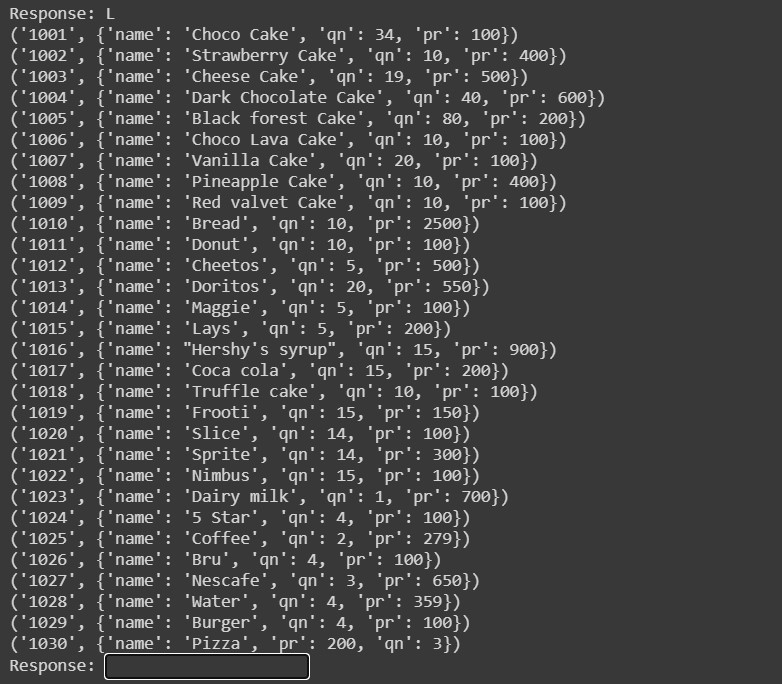 Response: L
('1001', {'name': 'Choco Cake', 'qn': 34, 'pr': 100})
('1002', {'name': 'Strawberry Cake', 'qn': 10, 'pr': 400})
('1003', {'name': 'Cheese Cake', 'qn': 19, 'pr': 500})
('1004', {'name': 'Dark Chocolate Cake', 'qn': 40, 'pr': 600})
('1005', {'name': 'Black forest Cake', 'qn': 80, 'pr': 200})
('1006', {'name': 'Choco Lava Cake', 'qn': 10, 'pr': 100})
('1007', {'name': 'Vanilla Cake', 'qn': 20, 'pr': 100})
('1008', {'name': 'Pineapple Cake', 'qn': 10, 'pr': 400})
('1009', {'name': 'Red valvet Cake', 'qn': 10, 'pr': 100})
('1010', {'name': 'Bread', 'qn': 10, 'pr': 2500})
('1011', {'name': 'Donut', 'qn': 10, 'pr': 100})
('1012', {'name': 'Cheetos', 'qn': 5, 'pr': 500})
('1013', {'name': 'Doritos', 'qn': 20, 'pr': 550})
('1014', {'name': 'Maggie', 'qn': 5, 'pr': 100})
('1015', {'name': 'Lays', 'qn': 5, 'pr': 200})
('1016', {'name': "Hershy's syrup", 'qn': 15, 'pr': 900})
('1017', {'name': 'Coca cola', 'qn': 15, 'pr': 200})
('1018', {'name': 'Truffle cake', 'qn': 10, 'pr': 100})
('1019', {'name': 'Frooti', 'qn': 15, 'pr': 150})
('1020', {'name': 'Slice', 'qn': 14, 'pr': 100})
('1021', {'name': 'Sprite', 'qn': 14, 'pr': 300})
('1022', {'name': 'Nimbus', 'qn': 15, 'pr': 100})
('1023', {'name': 'Dairy milk', 'qn': 1, 'pr': 700})
('1024', {'name': '5 Star', 'qn': 4, 'pr': 100})
('1025', {'name': 'Coffee', 'qn': 2, 'pr': 279})
('1026', {'name': 'Bru', 'qn': 4, 'pr': 100})
('1027', {'name': 'Nescafe', 'qn': 3, 'pr': 650})
('1028', {'name': 'Water', 'qn': 4, 'pr': 359})
('1029', {'name': 'Burger', 'qn': 4, 'pr': 100})
('1030', {'name': 'Pizza', 'pr': 200, 'qn': 3})
Response: